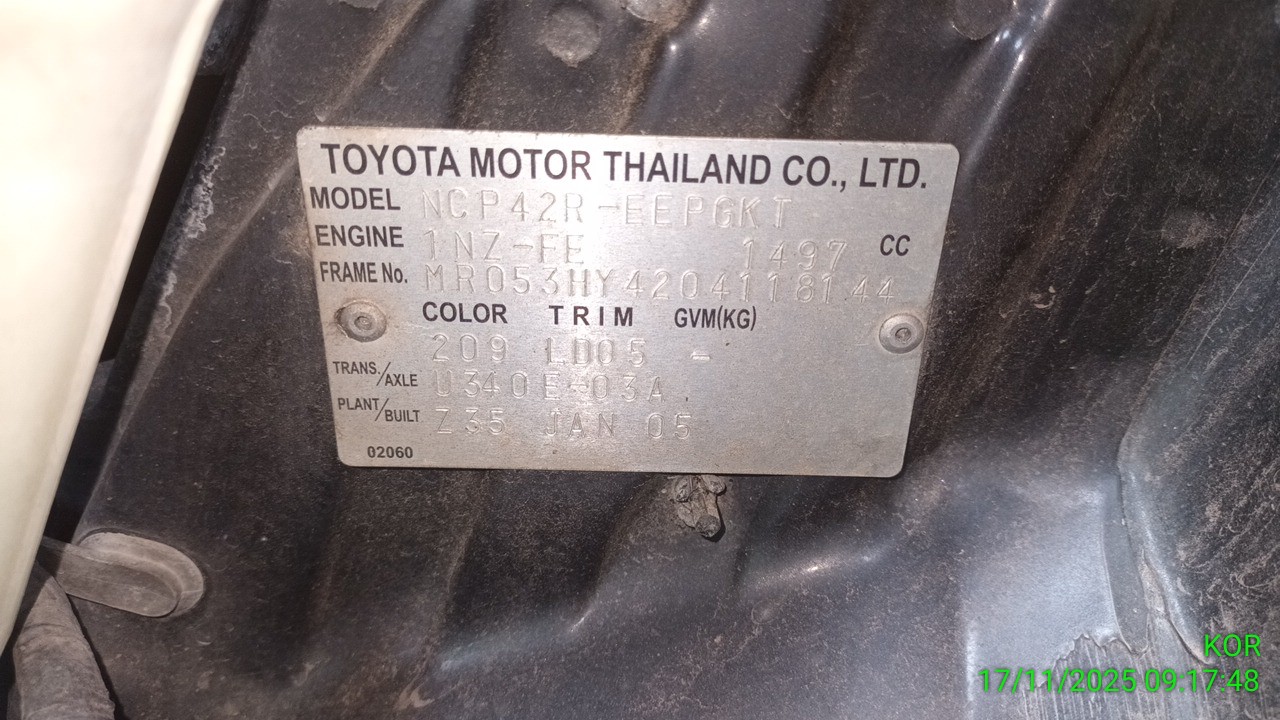 TOYOTA MOTOR THAILAND CO., LTD.
MODEL NCP42R-EEPGKT
ENGINE 1NZ-FE 1497 CC
FRAME No. MR053HY4204118144
COLOR TRIM GVM(KG)
209 LD05 -
TRANS./AXLE U340E-03A
PLANT/BUILT Z35 JAN 05
02060
KOR
17/11/2025 09:17:48